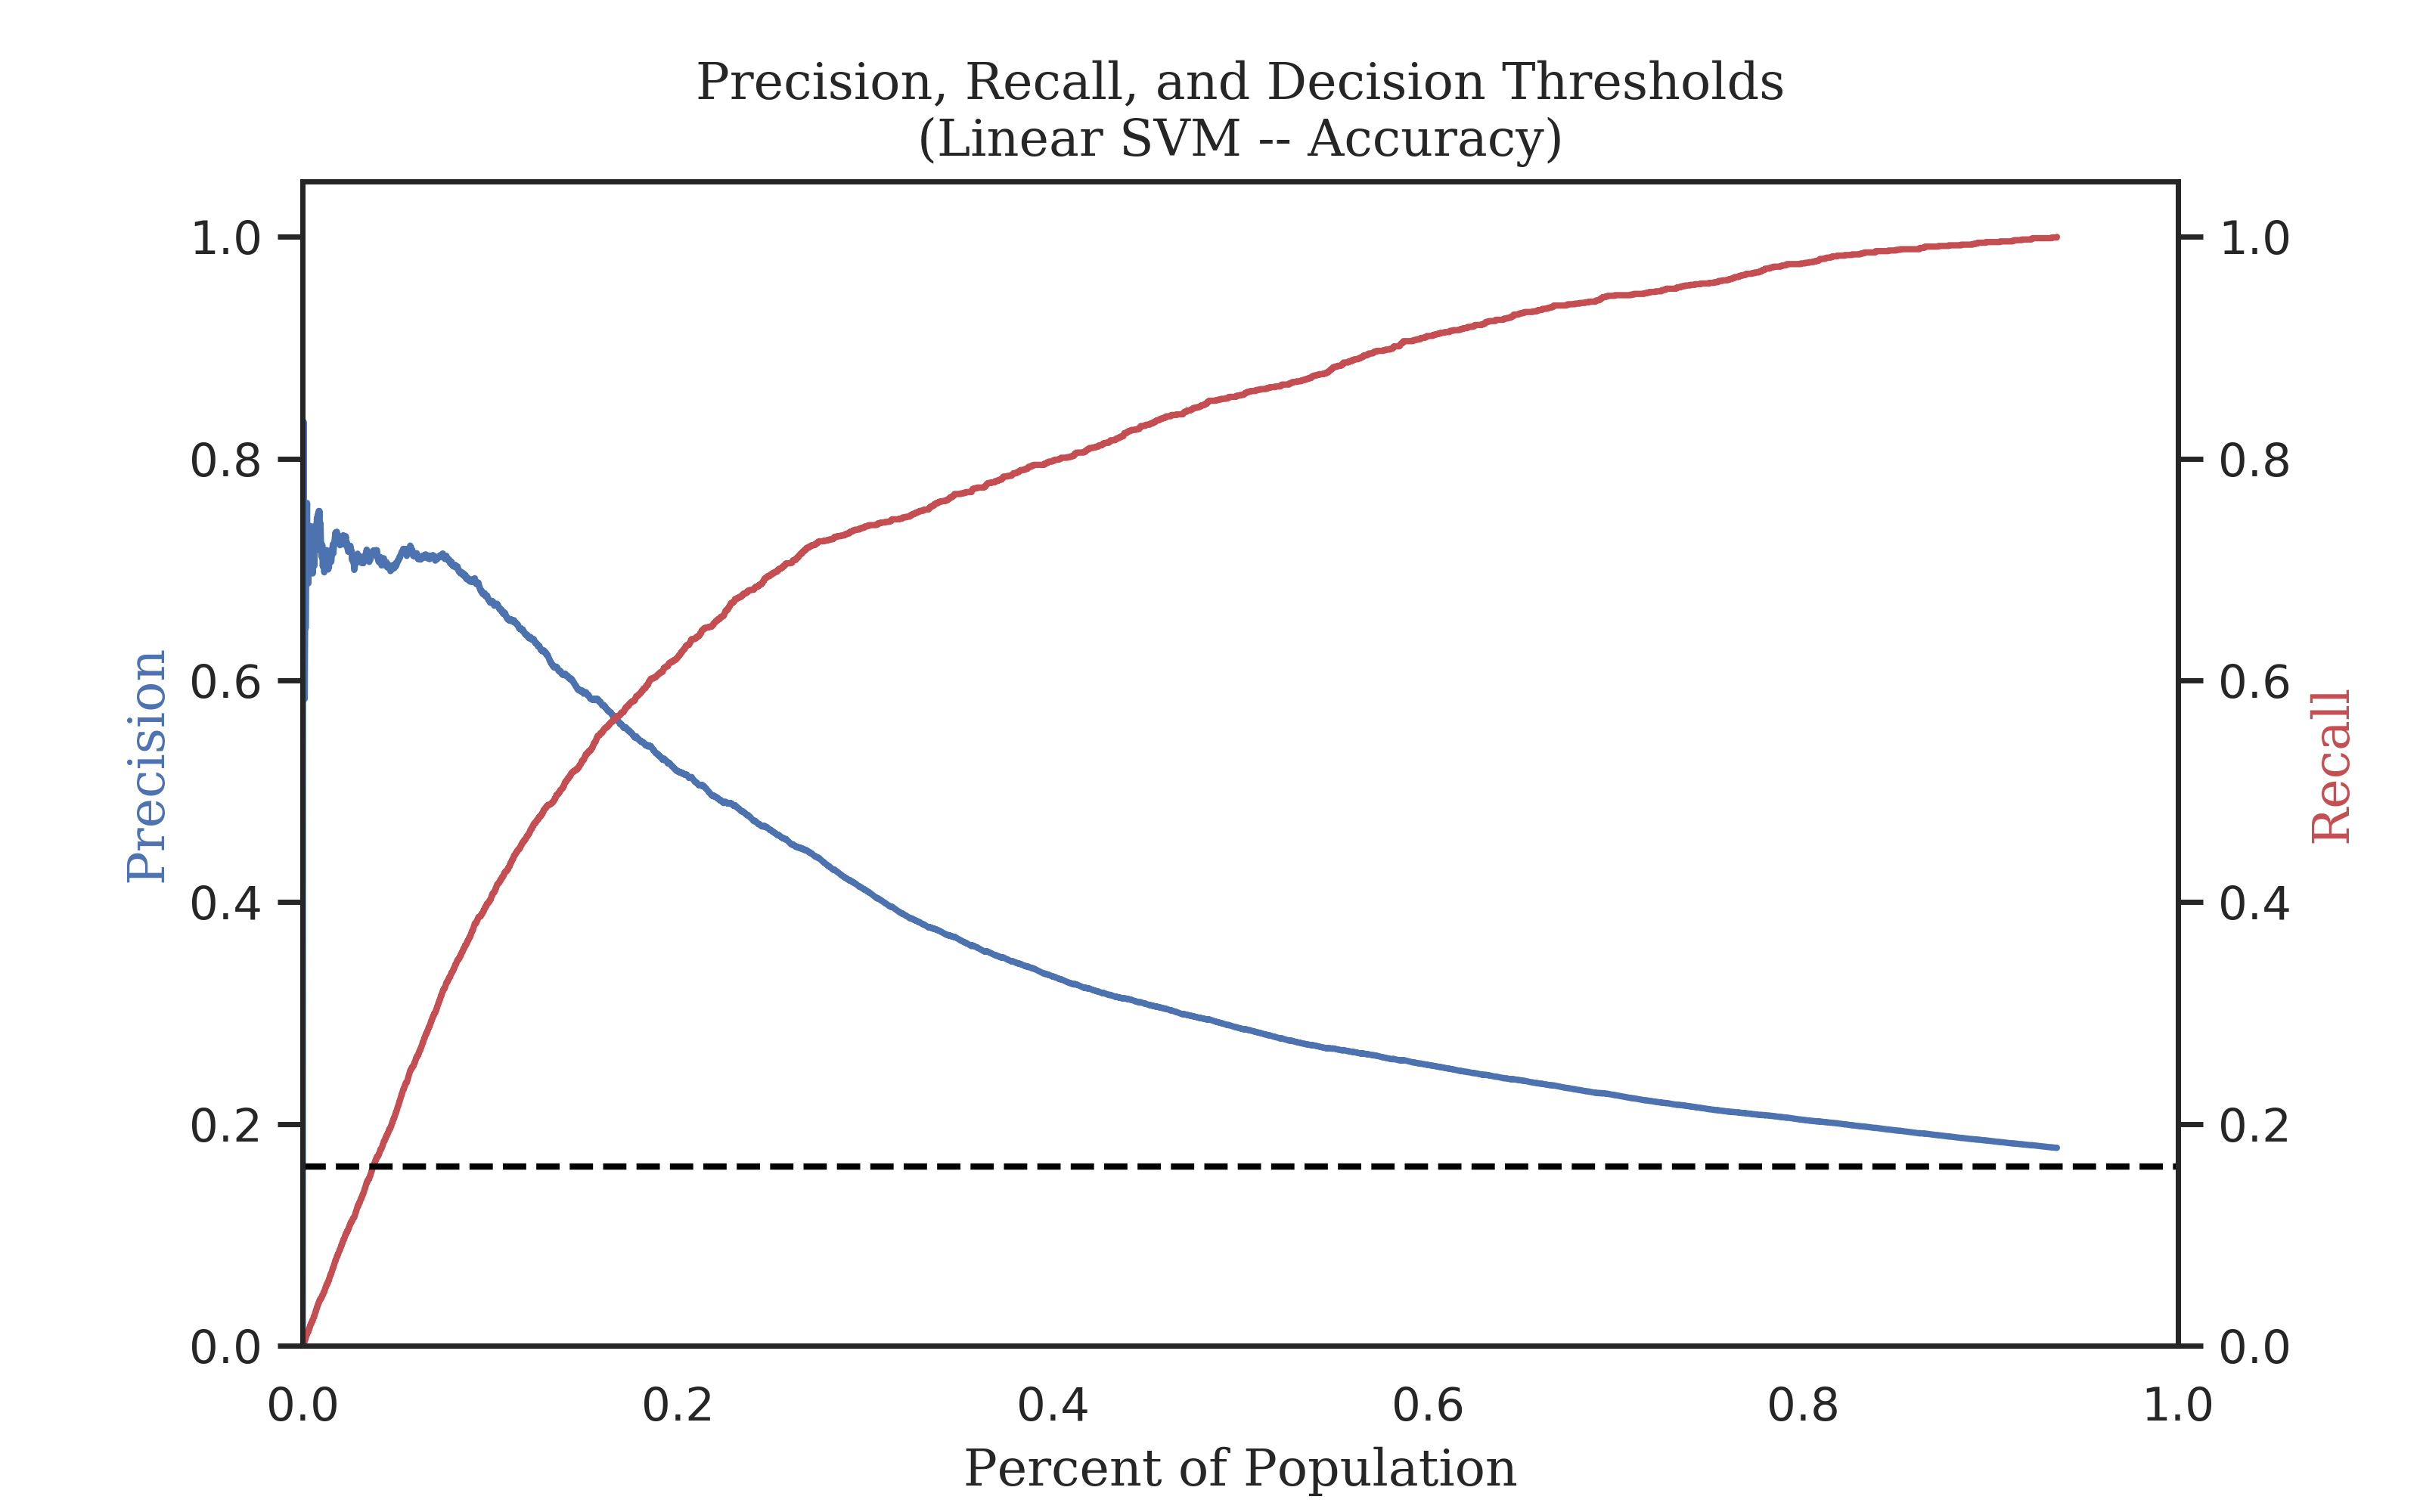 Precision, Recall, and Decision Thresholds
(Linear SVM -- Accuracy)
1.0
0.8
0.6
0.4
0.2
0.0
Precision
1.0
0.8
0.6
0.4
0.2
0.0
Recall
0.0 0.2 0.4 0.6 0.8 1.0
Percent of Population